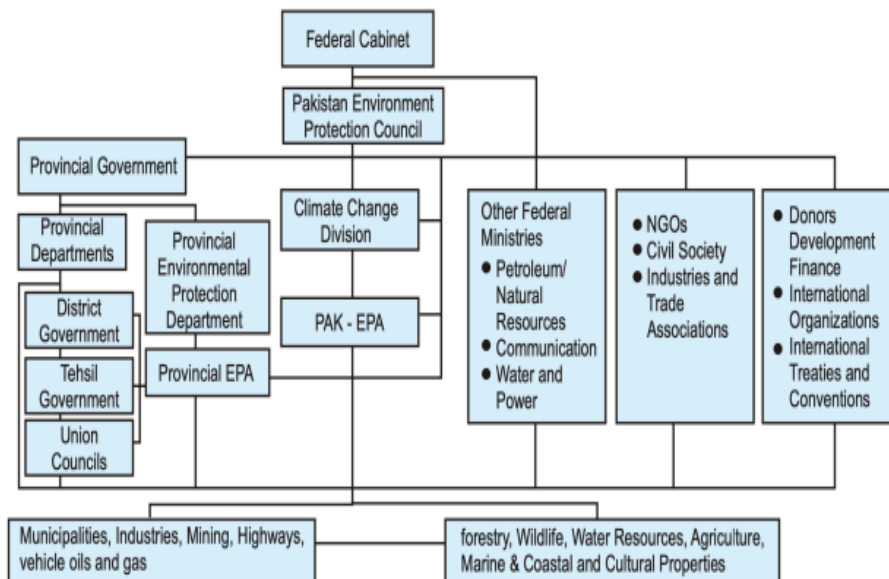 Federal Cabinet
Pakistan Environment
Protection Council
Provincial Government
Provincial
Departments
Provincial
Environmental
Protection
Department
Climate Change
Division
Other Federal
Ministries
● Petroleum/
Natural
Resources
● Communication
● Water and
Power
● NGOs
● Civil Society
● Industries and
Trade
Associations
● Donors
Development
Finance
● International
Organizations
● International
Treaties and
Conventions
District
Government
PAK - EPA
Tehsil
Government
Provincial EPA
Union
Councils
Municipalities, Industries, Mining, Highways,
vehicle oils and gas
forestry, Wildlife, Water Resources, Agriculture,
Marine & Coastal and Cultural Properties